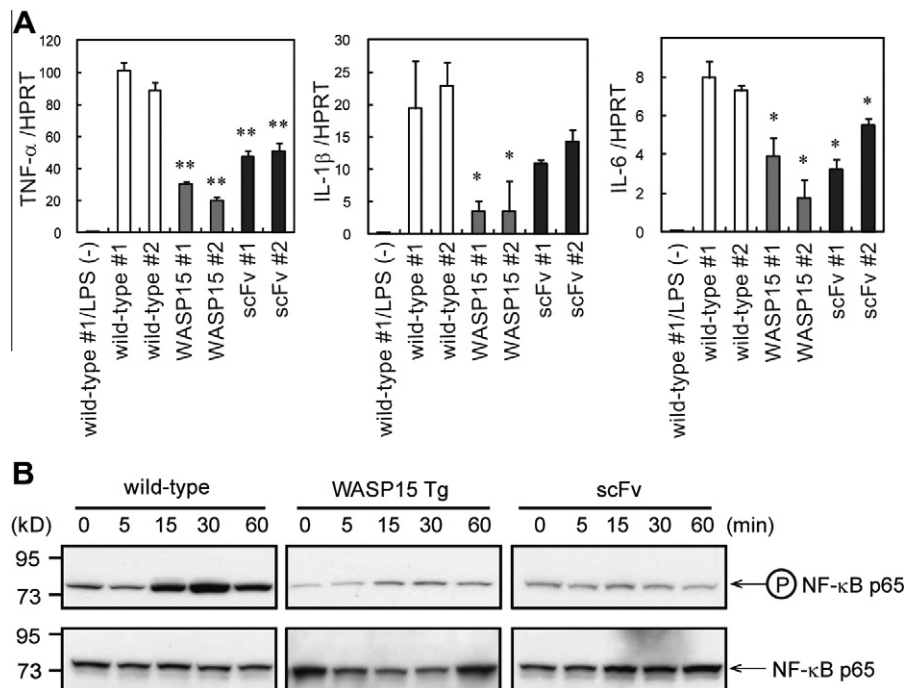 A
TNF-α/HPRT
120
100
80
60
40
20
0
** ** ** **
wild-type #1/LPS (-)
wild-type #1
wild-type #2
WASP15 #1
WASP15 #2
scFv #1
scFv #2
IL-1β/HPRT
30
25
20
15
10
5
0
* *
wild-type #1/LPS (-)
wild-type #1
wild-type #2
WASP15 #1
WASP15 #2
scFv #1
scFv #2
IL-6/HPRT
8
6
4
2
0
* * * *
wild-type #1/LPS (-)
wild-type #1
wild-type #2
WASP15 #1
WASP15 #2
scFv #1
scFv #2
B
wild-type WASP15 Tg scFv
(kD) 0 5 15 30 60 0 5 15 30 60 0 5 15 30 60 (min)
95
73
P NF-κB p65
95
73
NF-κB p65